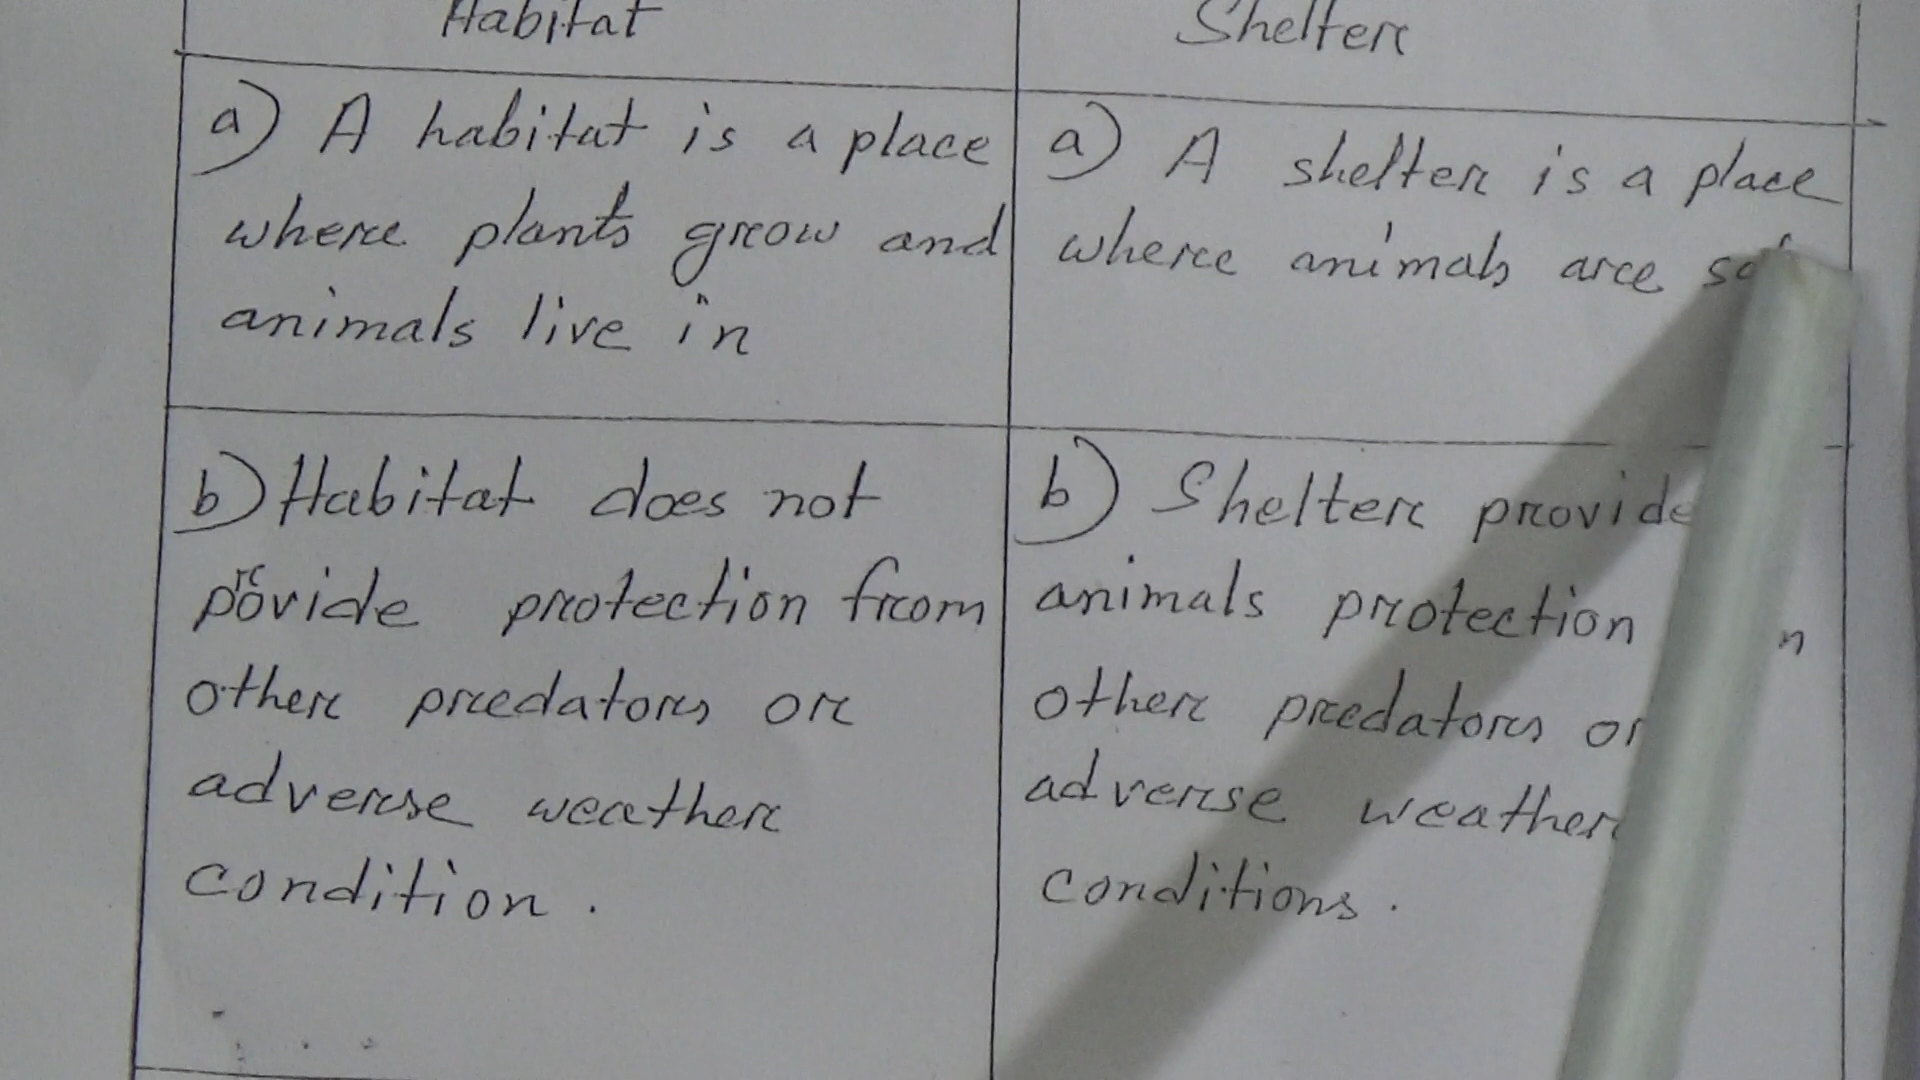 Habitat
Shelter
a) A habitat is a place
where plants grow and
animals live in
a) A shelter is a place
where animals are
b) Habitat does not
provide protection from
other predators or
adverse weather
condition.
b) Shelter provide
animals protection
other predators or
adverse weather
conditions.